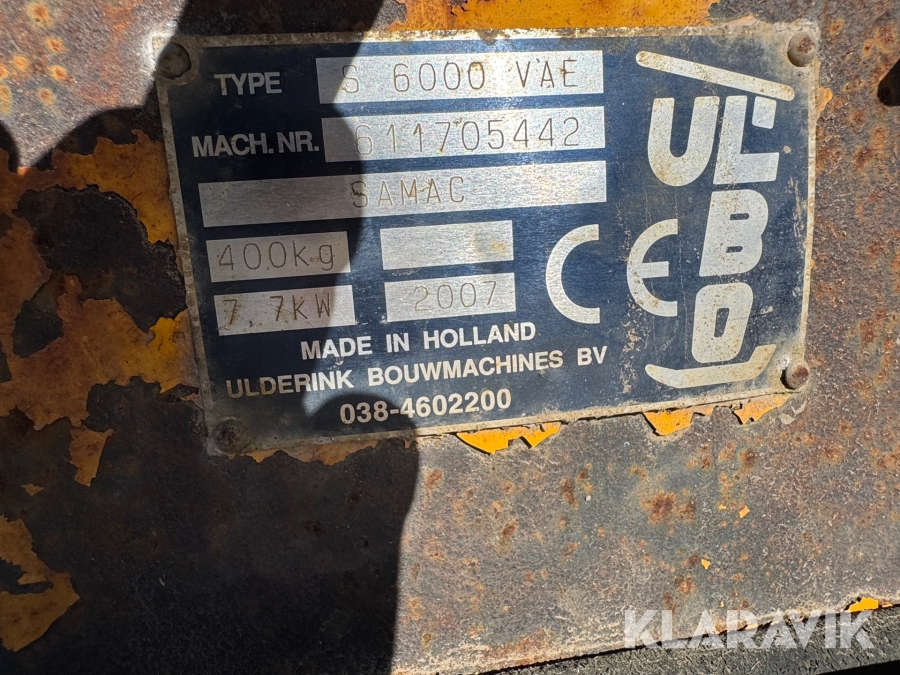 TYPE S 6000 VAE
MACH.NR. 611705442
SAMAC
400kg
7,7kW 2007
CE
ULBO
MADE IN HOLLAND
ULDERINK BOUWMACHINES BV
038-4602200
KLARAVIK